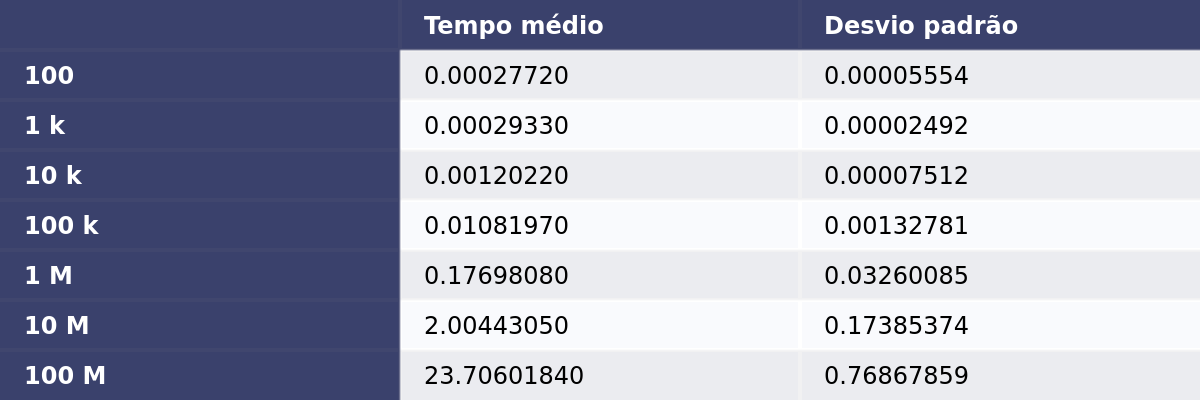 Tempo médio Desvio padrão
100 0.00027720 0.00005554
1 k 0.00029330 0.00002492
10 k 0.00120220 0.00007512
100 k 0.01081970 0.00132781
1 M 0.17698080 0.03260085
10 M 2.00443050 0.17385374
100 M 23.70601840 0.76867859